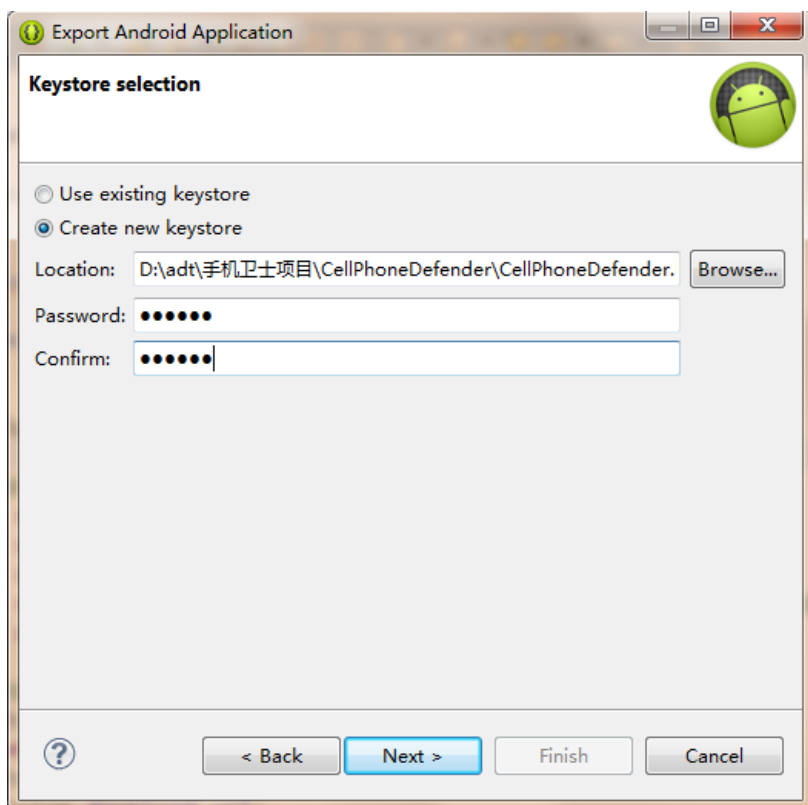 Export Android Application
Keystore selection
Use existing keystore
Create new keystore
Location: D:\adt\手机卫士项目\CellPhoneDefender\CellPhoneDefender. Browse...
Password: ●●●●●●
Confirm: ●●●●●●
? < Back Next > Finish Cancel